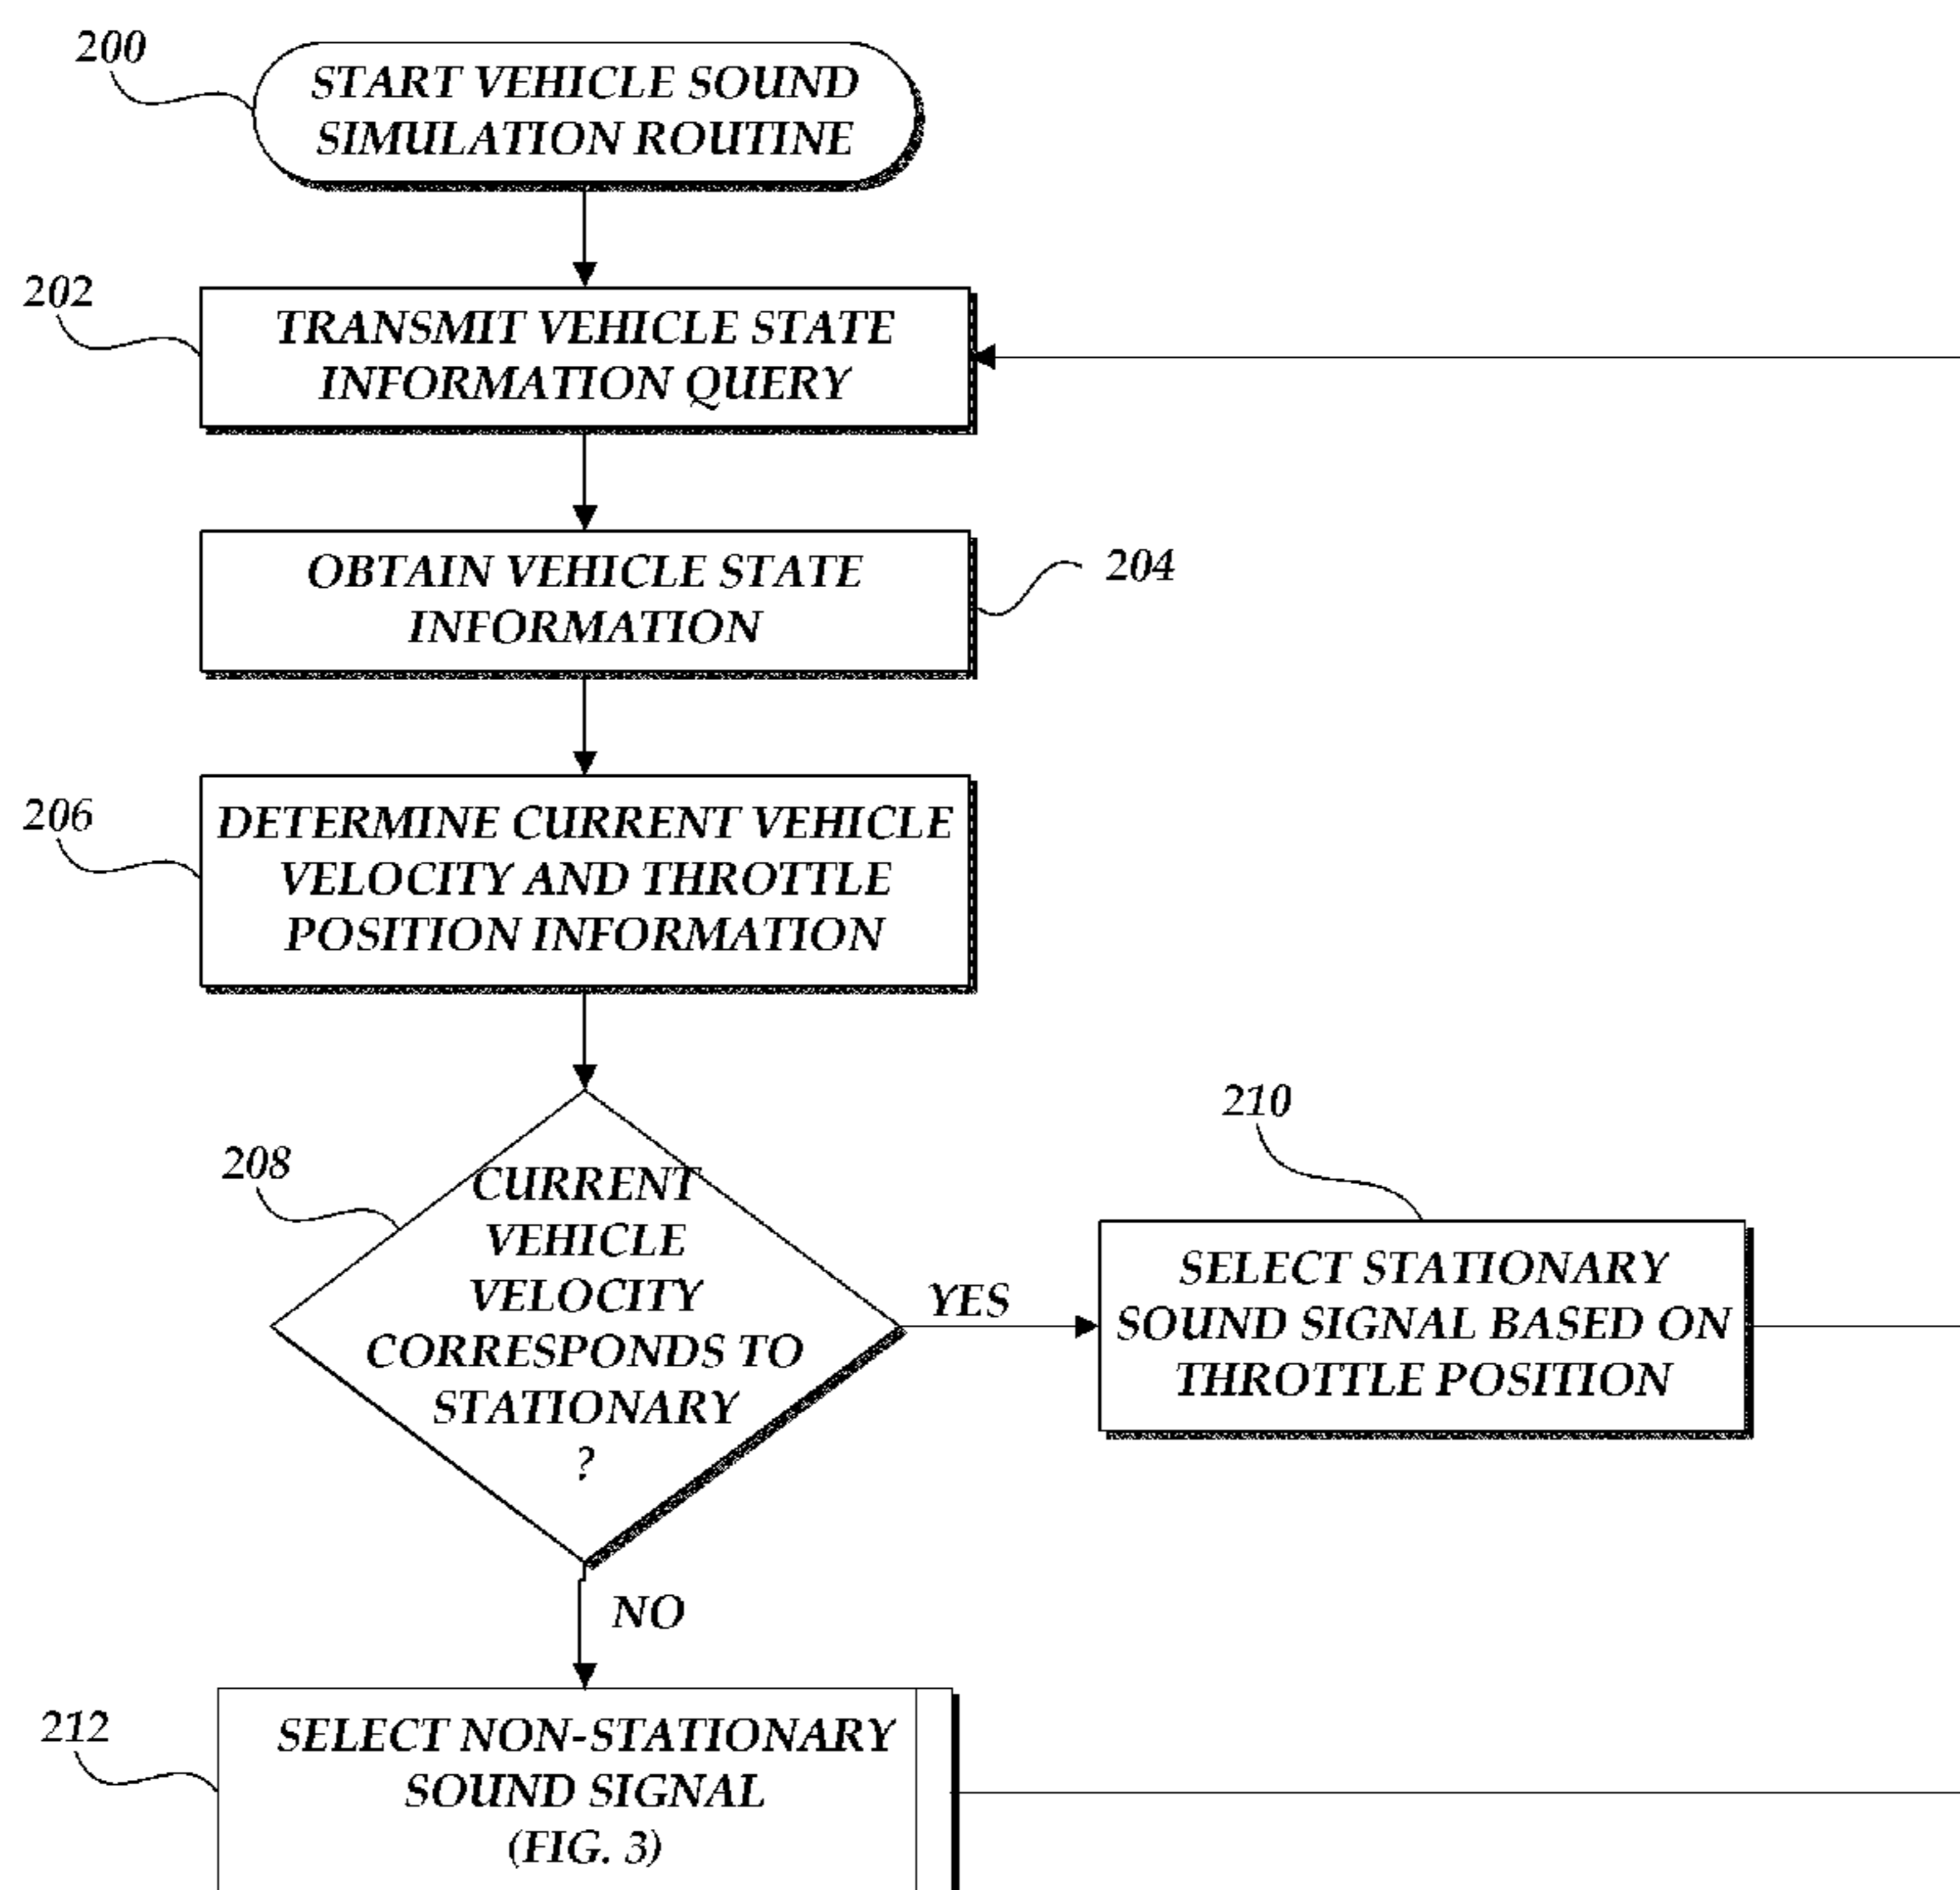 200
START VEHICLE SOUND
SIMULATION ROUTINE
202
TRANSMIT VEHICLE STATE
INFORMATION QUERY
OBTAIN VEHICLE STATE
INFORMATION
204
206
DETERMINE CURRENT VEHICLE
VELOCITY AND THROTTLE
POSITION INFORMATION
208
CURRENT
VEHICLE
VELOCITY
CORRESPONDS TO
STATIONARY
?
YES
210
SELECT STATIONARY
SOUND SIGNAL BASED ON
THROTTLE POSITION
NO
212
SELECT NON-STATIONARY
SOUND SIGNAL
(FIG. 3)